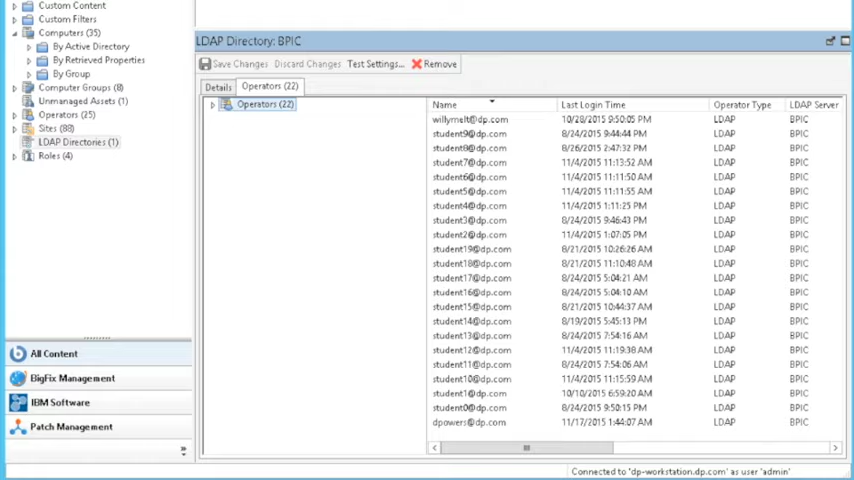 Custom Content
Custom Filters
Computers (35)
By Active Directory
By Retrieved Properties
By Group
Computer Groups (8)
Unmanaged Assets (1)
Operators (25)
Sites (88)
LDAP Directories (1)
Roles (4)
All Content
BigFix Management
IBM Software
Patch Management
LDAP Directory: BPIC
Save Changes Discard Changes Test Settings... Remove
Details Operators (22)
Operators (22)
Name Last Login Time Operator Type LDAP Server
willymelt@dp.com 10/28/2015 9:50:05 PM LDAP BPIC
student9@dp.com 8/24/2015 9:44:44 PM LDAP BPIC
student8@dp.com 8/26/2015 2:47:32 PM LDAP BPIC
student7@dp.com 11/4/2015 11:13:52 AM LDAP BPIC
student6@dp.com 11/4/2015 11:11:50 AM LDAP BPIC
student5@dp.com 11/4/2015 11:11:55 AM LDAP BPIC
student4@dp.com 11/4/2015 1:11:25 PM LDAP BPIC
student3@dp.com 8/24/2015 9:46:43 PM LDAP BPIC
student2@dp.com 11/4/2015 1:07:05 PM LDAP BPIC
student19@dp.com 8/21/2015 10:26:26 AM LDAP BPIC
student18@dp.com 8/21/2015 11:10:48 AM LDAP BPIC
student17@dp.com 8/24/2015 5:04:21 AM LDAP BPIC
student16@dp.com 8/24/2015 5:04:10 AM LDAP BPIC
student15@dp.com 8/21/2015 10:44:37 AM LDAP BPIC
student14@dp.com 8/19/2015 5:45:13 PM LDAP BPIC
student13@dp.com 8/24/2015 7:54:16 AM LDAP BPIC
student12@dp.com 11/4/2015 11:19:38 AM LDAP BPIC
student11@dp.com 8/24/2015 7:54:06 AM LDAP BPIC
student10@dp.com 11/4/2015 11:15:59 AM LDAP BPIC
student1@dp.com 10/10/2015 6:59:20 AM LDAP BPIC
student0@dp.com 8/24/2015 9:50:15 PM LDAP BPIC
dpowers@dp.com 11/17/2015 1:44:07 AM LDAP BPIC
Connected to 'dp-workstation.dp.com' as user 'admin'